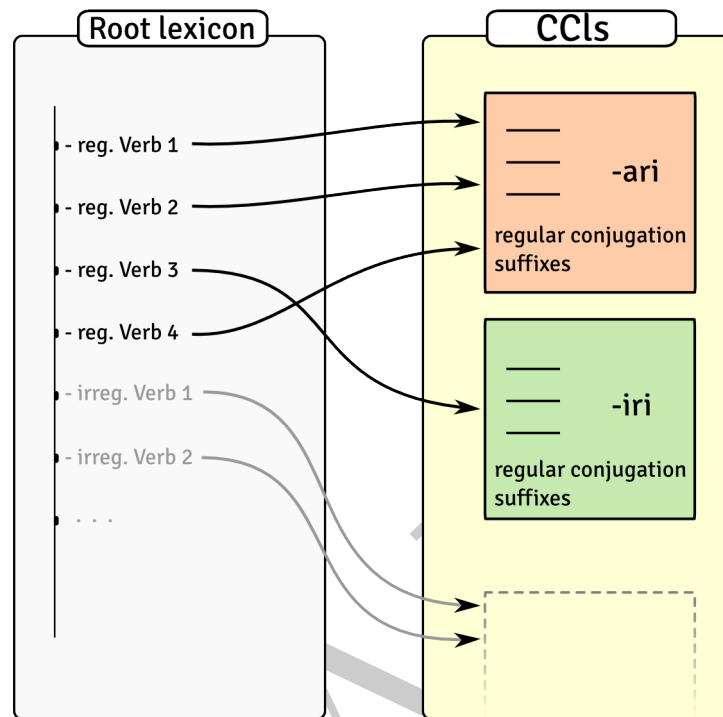 Root lexicon
- reg. Verb 1
- reg. Verb 2
- reg. Verb 3
- reg. Verb 4
- irreg. Verb 1
- irreg. Verb 2
. . .
CCls
-ari
regular conjugation
suffixes
-iri
regular conjugation
suffixes